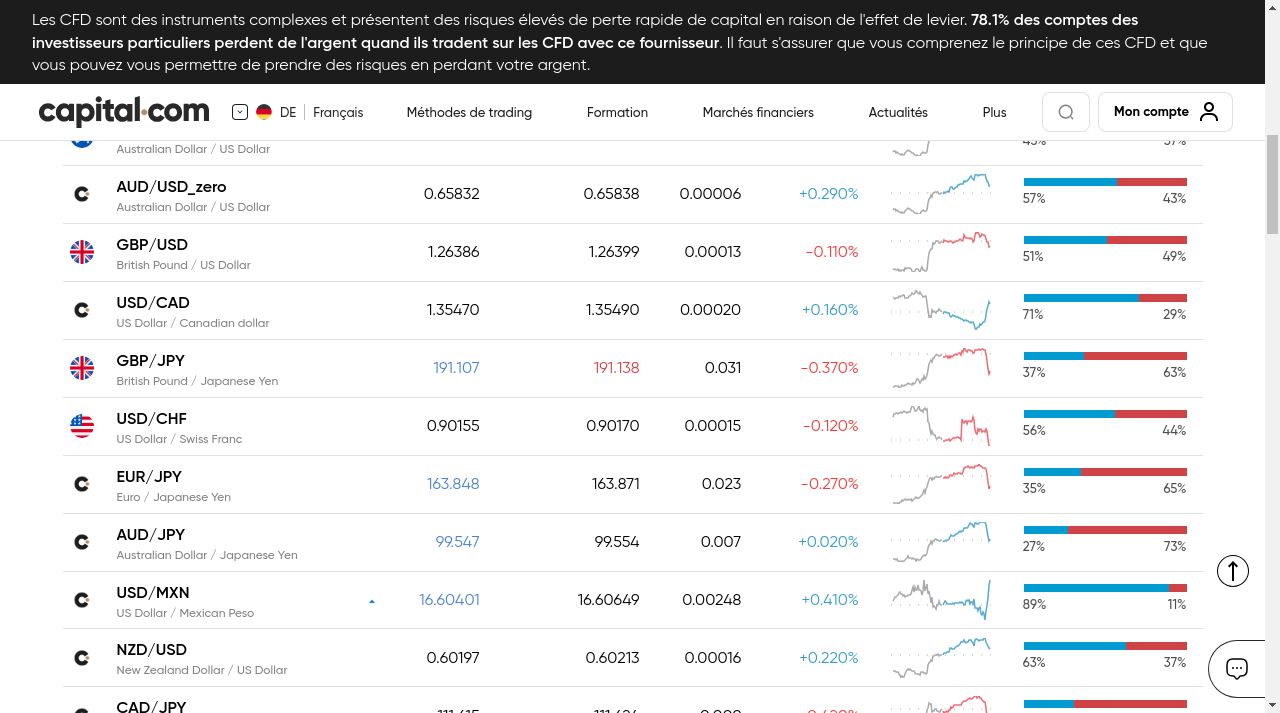 Les CFD sont des instruments complexes et présentent des risques élevés de perte rapide de capital en raison de l'effet de levier. 78.1% des comptes des
investisseurs particuliers perdent de l'argent quand ils tradent sur les CFD avec ce fournisseur. Il faut s'assurer que vous comprenez le principe de ces CFD et que
vous pouvez vous permettre de prendre des risques en perdant votre argent.
capital.com DE Français Méthodes de trading Formation Marchés financiers Actualités Plus Mon compte
Australian Dollar / US Dollar
AUD/USD_zero 0.65832 0.65838 0.00006 +0.290%
Australian Dollar / US Dollar 57% 43%
GBP/USD 1.26386 1.26399 0.00013 -0.110%
British Pound / US Dollar 51% 49%
USD/CAD 1.35470 1.35490 0.00020 +0.160%
US Dollar / Canadian dollar 71% 29%
GBP/JPY 191.107 191.138 0.031 -0.370%
British Pound / Japanese Yen 37% 63%
USD/CHF 0.90155 0.90170 0.00015 -0.120%
US Dollar / Swiss Franc 56% 44%
EUR/JPY 163.848 163.871 0.023 -0.270%
Euro / Japanese Yen 35% 65%
AUD/JPY 99.547 99.554 0.007 +0.020%
Australian Dollar / Japanese Yen 27% 73%
USD/MXN 16.60401 16.60649 0.00248 +0.410%
US Dollar / Mexican Peso 89% 11%
NZD/USD 0.60197 0.60213 0.00016 +0.220%
New Zealand Dollar / US Dollar 63% 37%
CAD/JPY